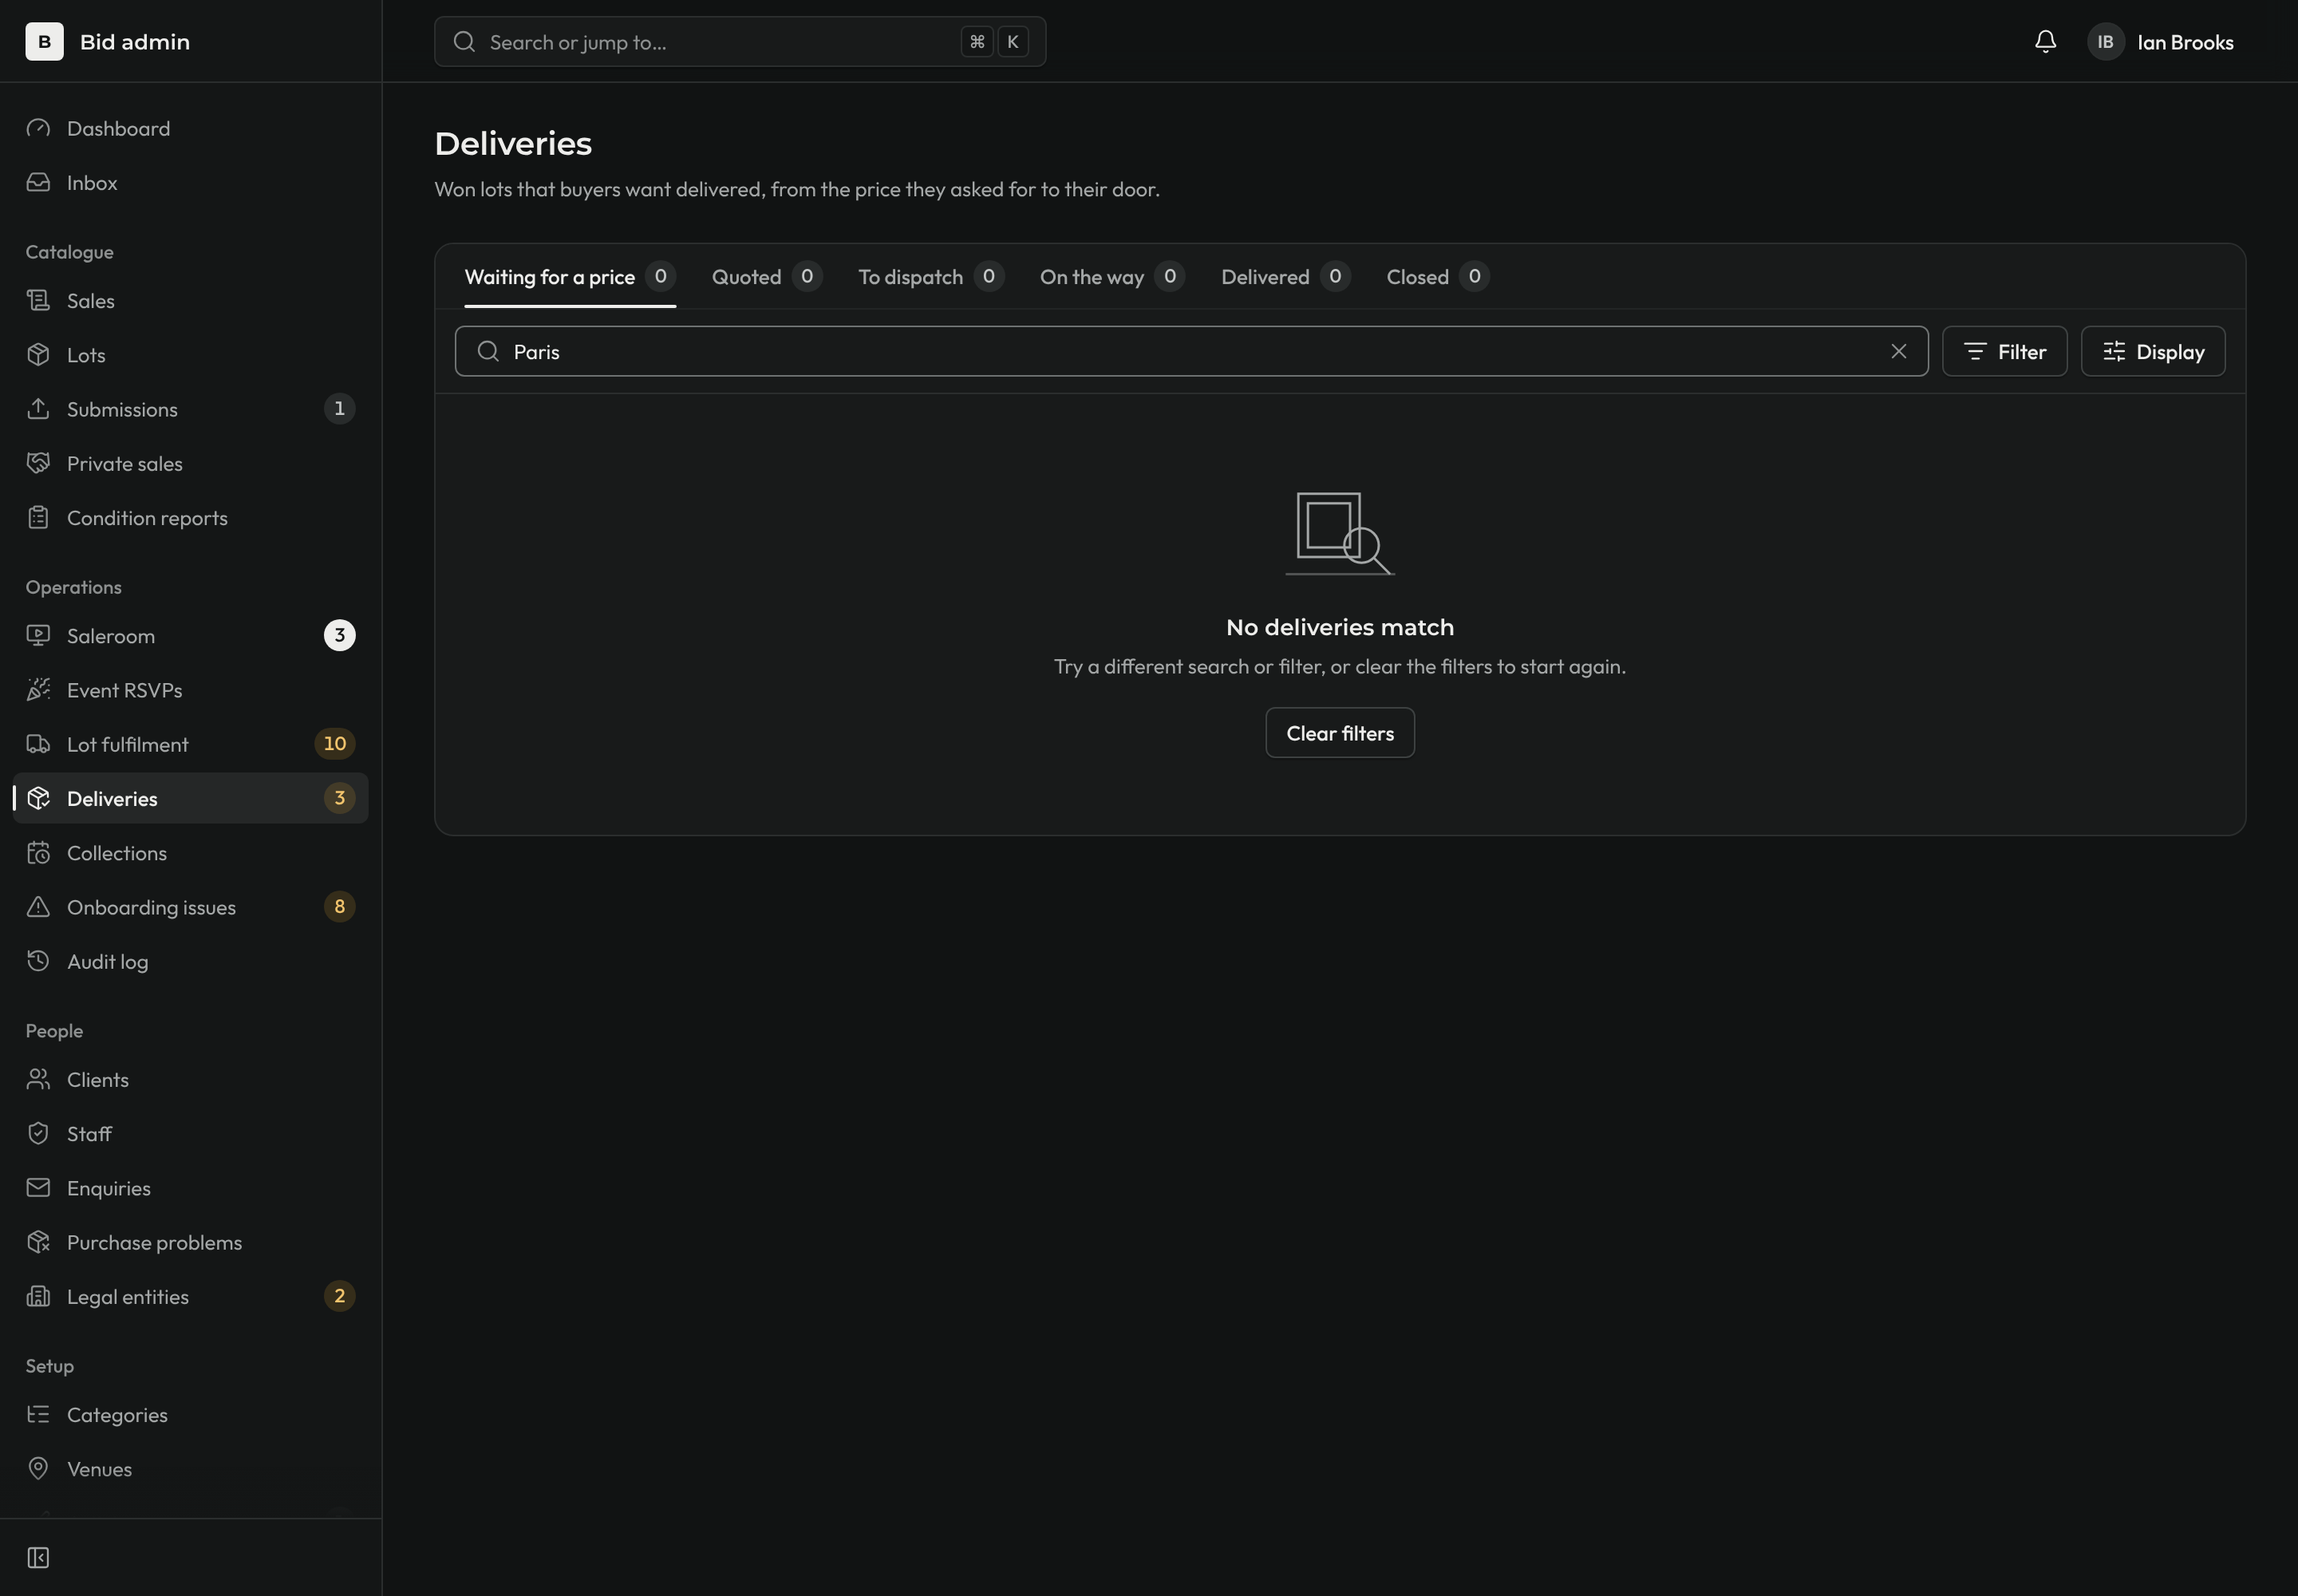 B Bid admin
Search or jump to... ⌘ K
IB Ian Brooks
Dashboard
Inbox
Catalogue
Sales
Lots
Submissions 1
Private sales
Condition reports
Operations
Saleroom 3
Event RSVPs
Lot fulfilment 10
Deliveries 3
Collections
Onboarding issues 8
Audit log
People
Clients
Staff
Enquiries
Purchase problems
Legal entities 2
Setup
Categories
Venues
Deliveries
Won lots that buyers want delivered, from the price they asked for to their door.
Waiting for a price 0 Quoted 0 To dispatch 0 On the way 0 Delivered 0 Closed 0
Paris Filter Display
No deliveries match
Try a different search or filter, or clear the filters to start again.
Clear filters